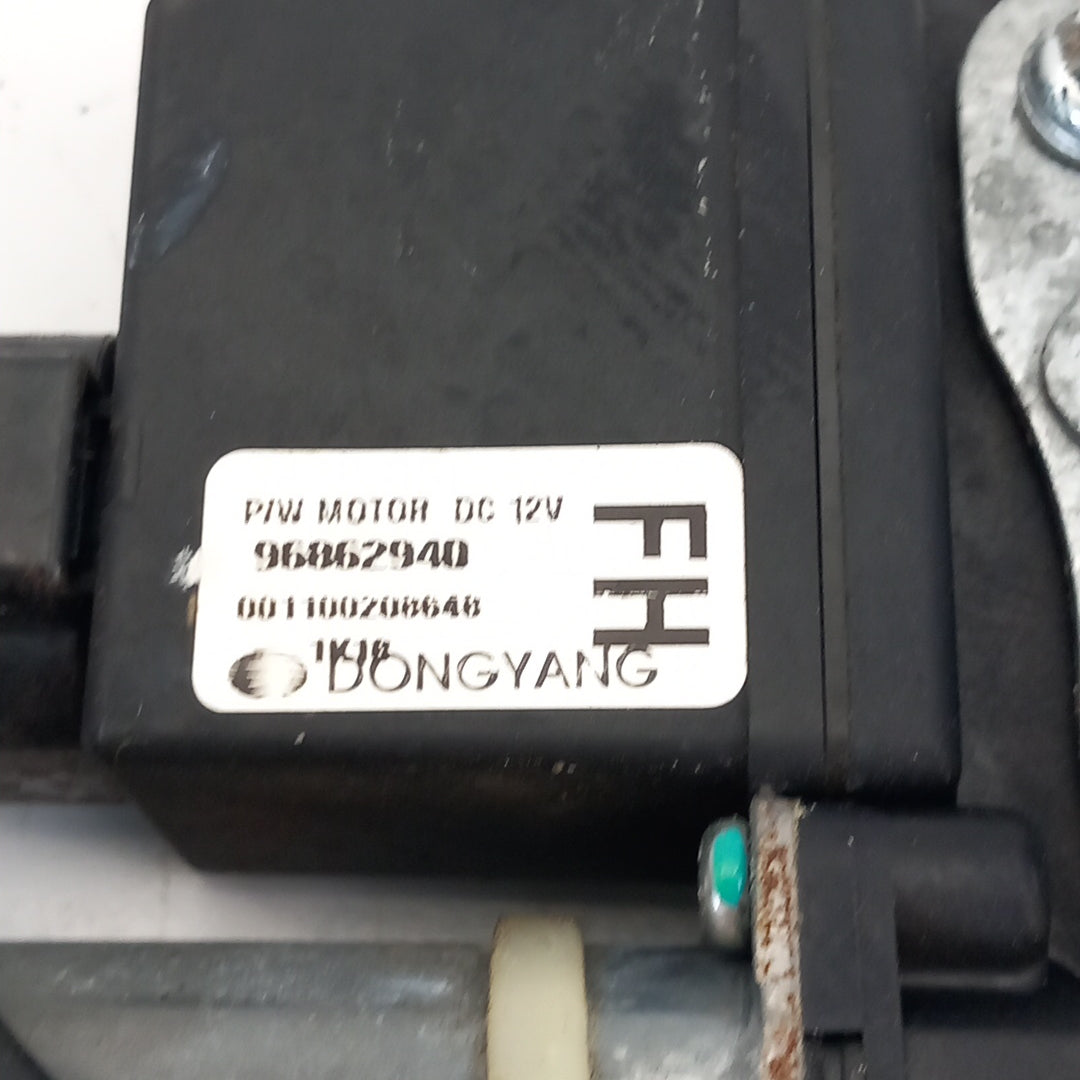 P/W MOTOR DC 12V
96862940
001100208648
DONGYANG
FH